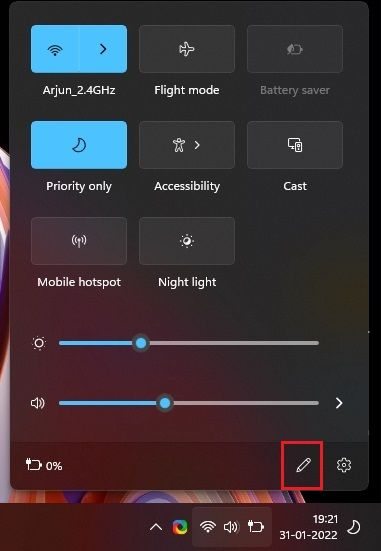 Arjun_2.4GHz
Flight mode
Battery saver
Priority only
Accessibility
Cast
Mobile hotspot
Night light
0%
19:21
31-01-2022